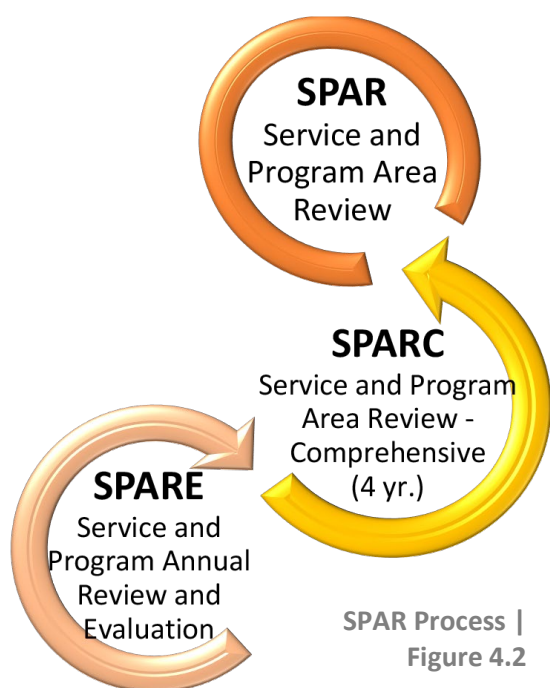 SPAR
Service and
Program Area
Review
SPARC
Service and Program
Area Review -
Comprehensive
(4 yr.)
SPARE
Service and
Program Annual
Review and
Evaluation
SPAR Process |
Figure 4.2